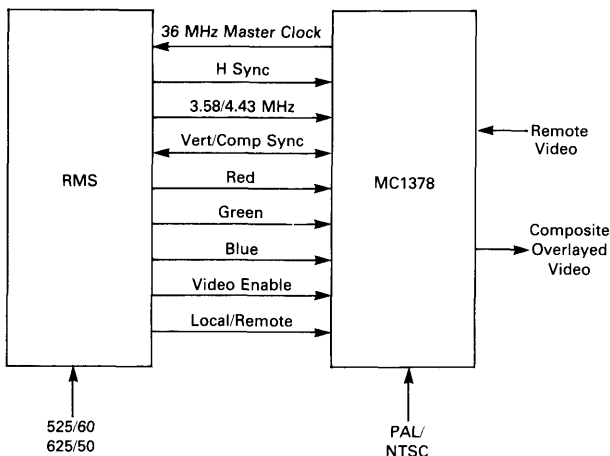 36 MHz Master Clock
H Sync
3.58/4.43 MHz
Vert/Comp Sync
RMS
Red
Green
Blue
Video Enable
Local/Remote
MC1378
Remote
Video
Composite
Overlayed
Video
525/60
625/50
PAL/
NTSC